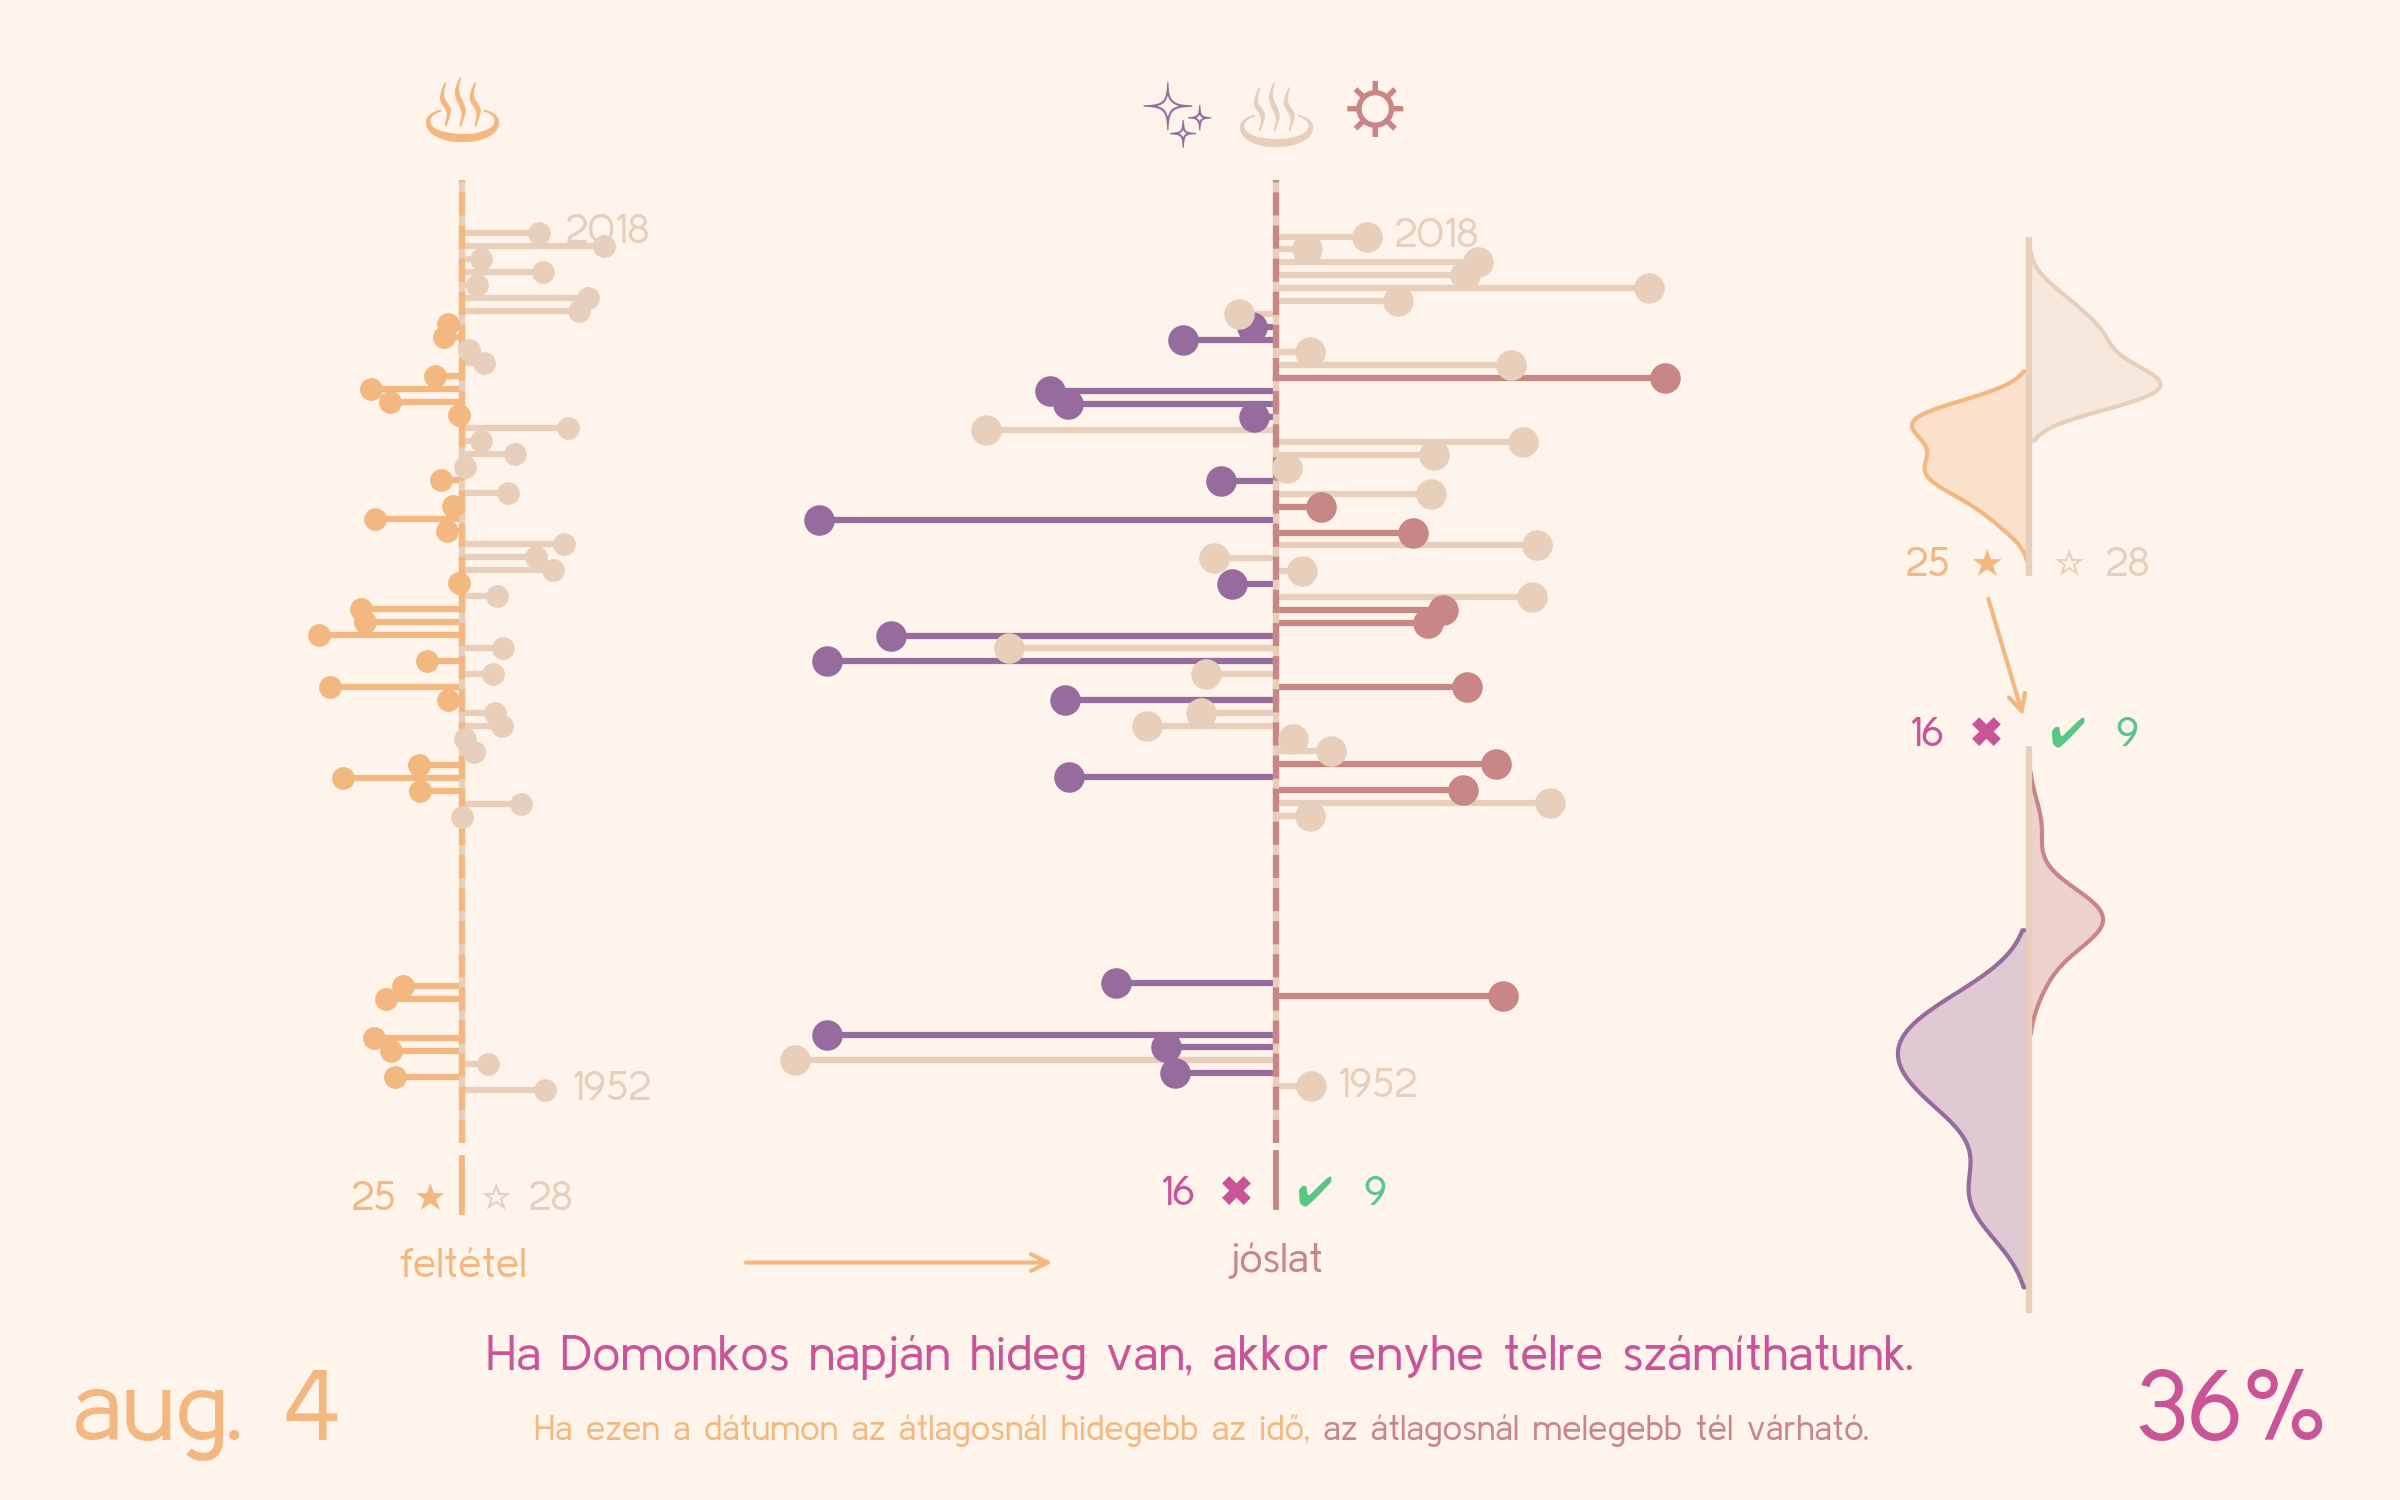 2018
2018
25 ★ ☆ 28
16 ✖ ✔ 9
1952
1952
25 ★ ☆ 28
16 ✖ ✔ 9
feltétel
jóslat
Ha Domonkos napján hideg van, akkor enyhe télre számíthatunk.
aug. 4
36%
Ha ezen a dátumon az átlagosnál hidegebb az idő, az átlagosnál melegebb tél várható.